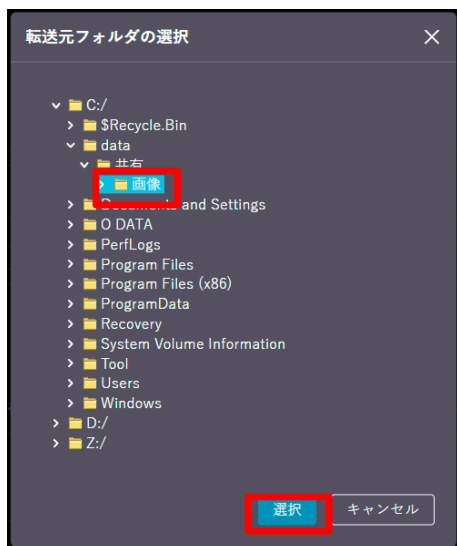 転送元フォルダの選択
C:/
$Recycle.Bin
data
共有
画像
Documents and Settings
O DATA
PerfLogs
Program Files
Program Files (x86)
ProgramData
Recovery
System Volume Information
Tool
Users
Windows
D:/
Z:/
選択
キャンセル